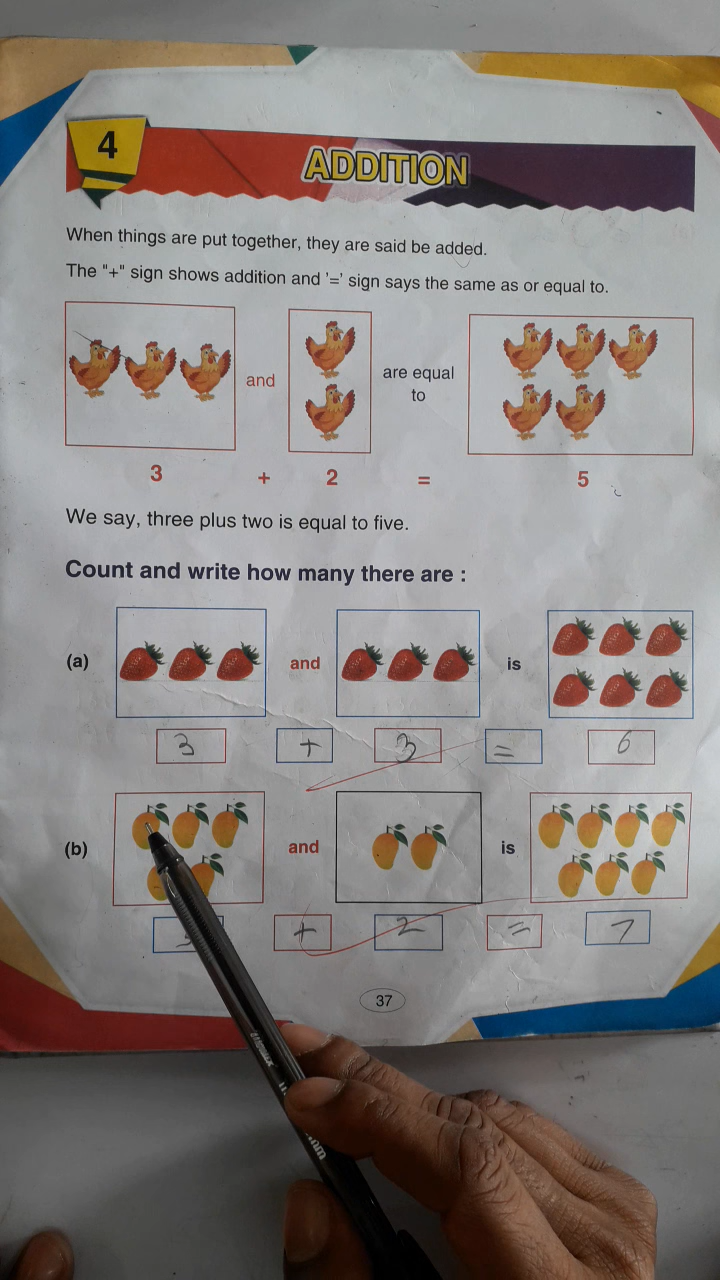 4
ADDITION
When things are put together, they are said be added.
The "+" sign shows addition and '=' sign says the same as or equal to.
and
are equal
to
3 + 2 = 5
We say, three plus two is equal to five.
Count and write how many there are :
(a) and is
3 + 3 = 6
(b) and is
+ 2 = 7
37